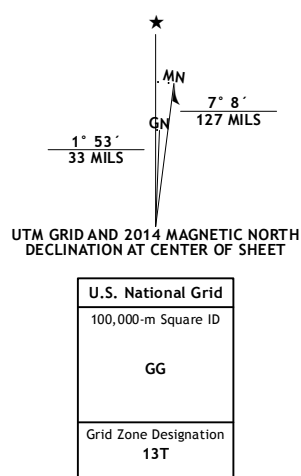 ★
MN
GN
7° 8´
127 MILS
1° 53´
33 MILS
UTM GRID AND 2014 MAGNETIC NORTH
DECLINATION AT CENTER OF SHEET
U.S. National Grid
100,000-m Square ID
GG
Grid Zone Designation
13T